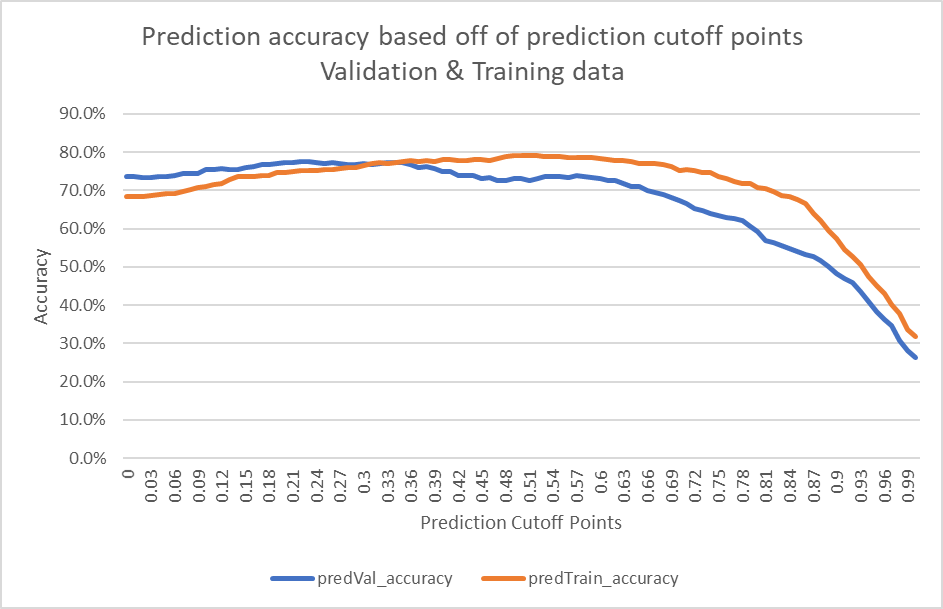 Prediction accuracy based off of prediction cutoff points
Validation & Training data
90.0%
80.0%
70.0%
60.0%
50.0%
40.0%
30.0%
20.0%
10.0%
0.0%
Accuracy
0 0.03 0.06 0.09 0.12 0.15 0.18 0.21 0.24 0.27 0.3 0.33 0.36 0.39 0.42 0.45 0.48 0.51 0.54 0.57 0.6 0.63 0.66 0.69 0.72 0.75 0.78 0.81 0.84 0.87 0.9 0.93 0.96 0.99
Prediction Cutoff Points
predVal_accuracy predTrain_accuracy